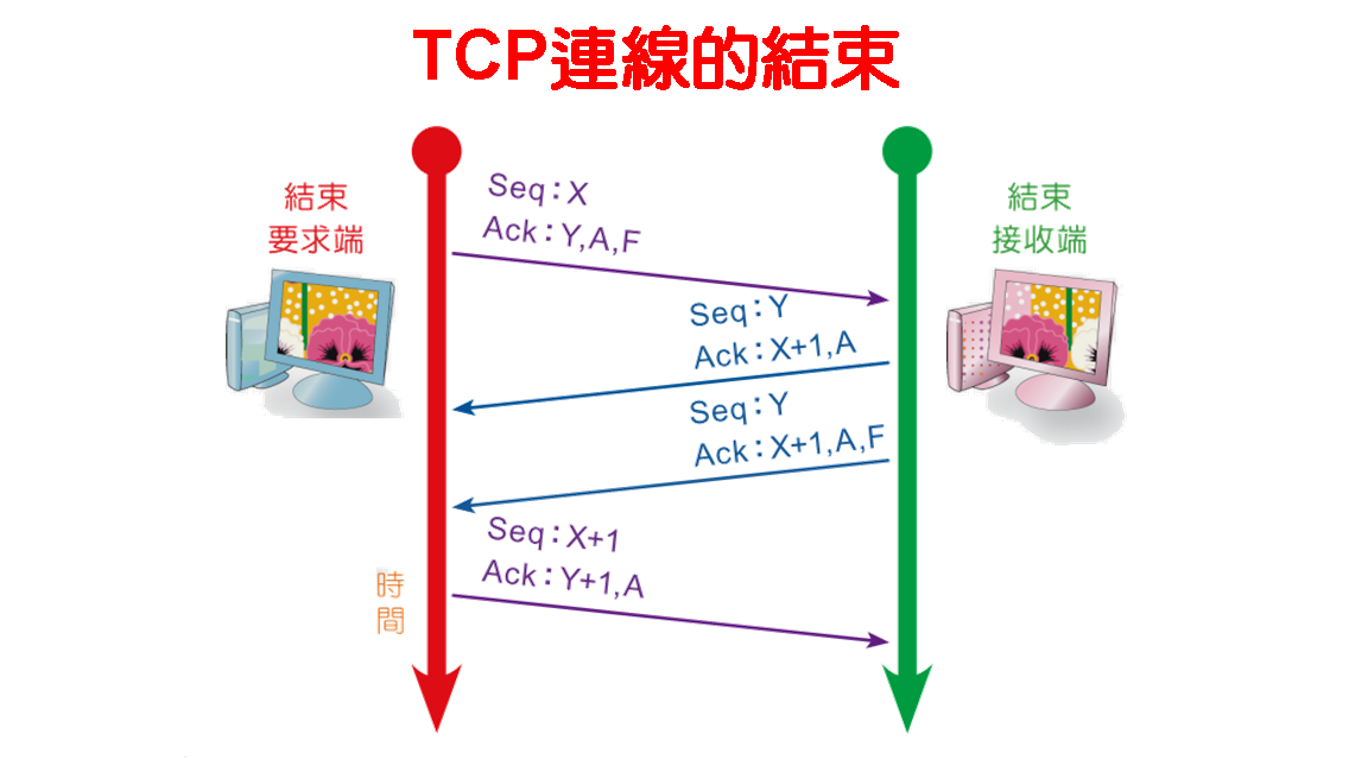 TCP連線的結束
結束
要求端
結束
接收端
Seq:X
Ack:Y,A,F
Seq:Y
Ack:X+1,A
Seq:Y
Ack:X+1,A,F
Seq:X+1
Ack:Y+1,A
時
間